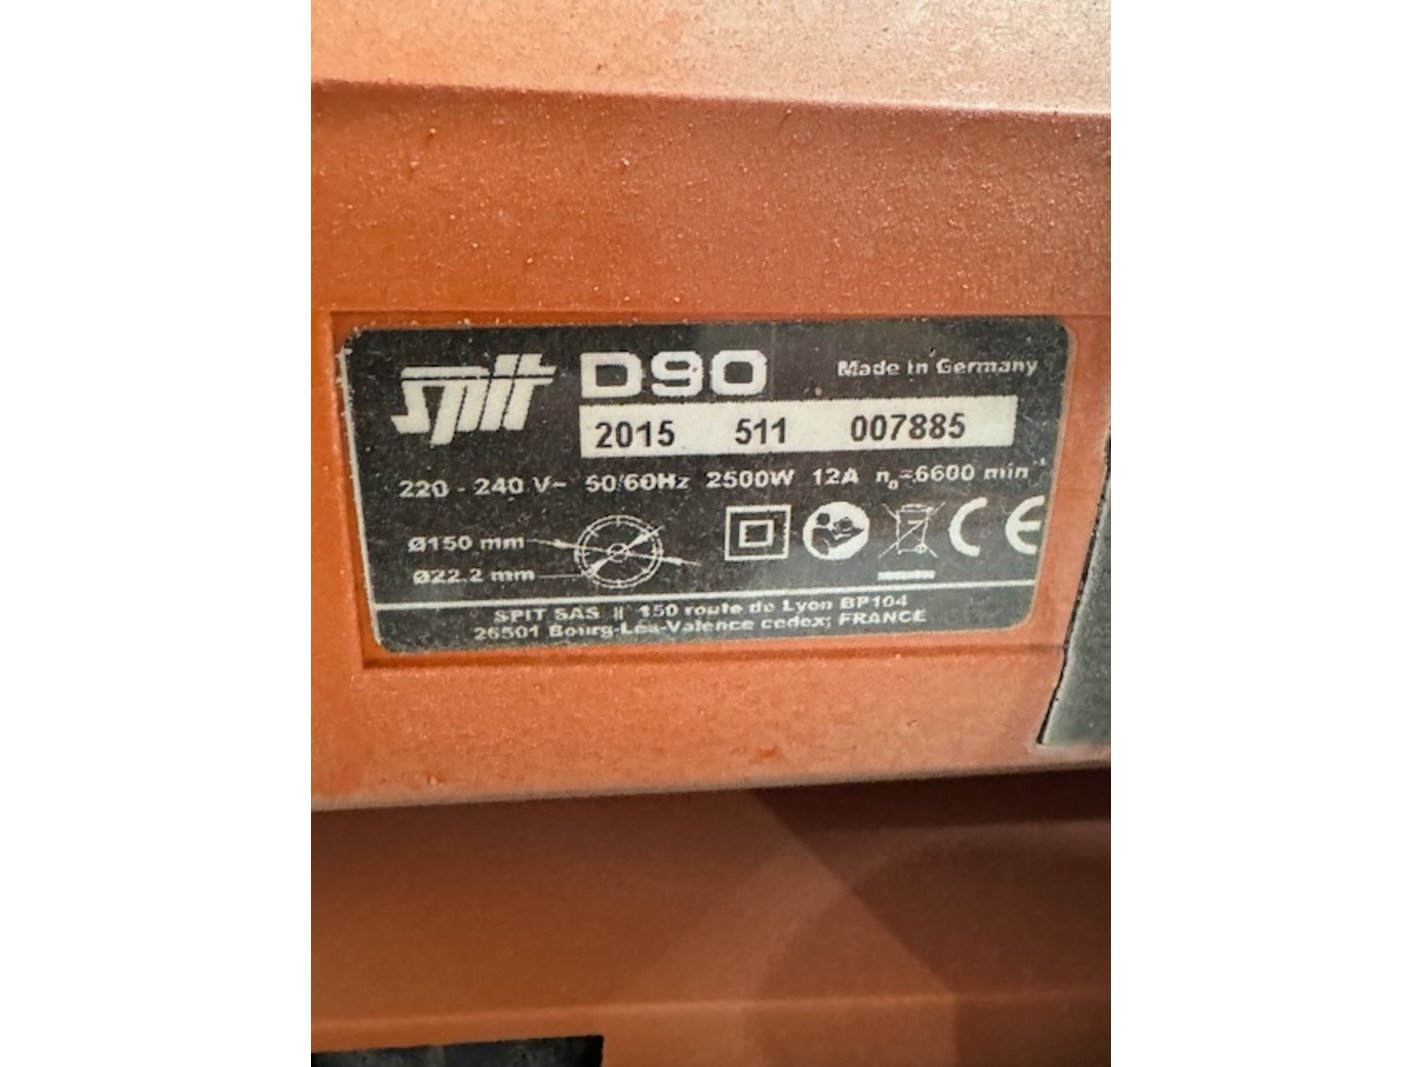 spit D90 Made in Germany
2015 511 007885
220 - 240 V~ 50/60Hz 2500W 12A n₀=6600 min⁻¹
Ø150 mm
Ø22.2 mm
CE
SPIT SAS || 150 route de Lyon BP104
26501 Bourg-Lès-Valence cedex, FRANCE